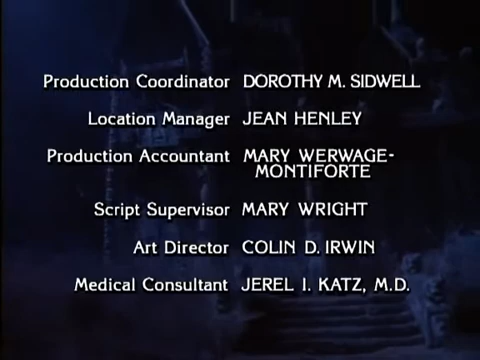 Production Coordinator DOROTHY M. SIDWELL
Location Manager JEAN HENLEY
Production Accountant MARY WERWAGE-
MONTIFORTE
Script Supervisor MARY WRIGHT
Art Director COLIN D. IRWIN
Medical Consultant JEREL I. KATZ, M.D.